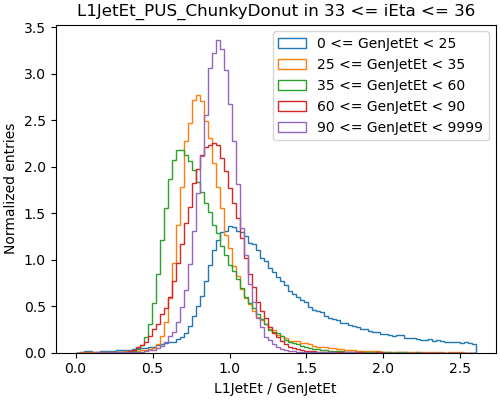 L1JetEt_PUS_ChunkyDonut in 33 <= iEta <= 36
0 <= GenJetEt < 25
25 <= GenJetEt < 35
35 <= GenJetEt < 60
60 <= GenJetEt < 90
90 <= GenJetEt < 9999
Normalized entries
3.5
3.0
2.5
2.0
1.5
1.0
0.5
0.0
0.0 0.5 1.0 1.5 2.0 2.5
L1JetEt / GenJetEt